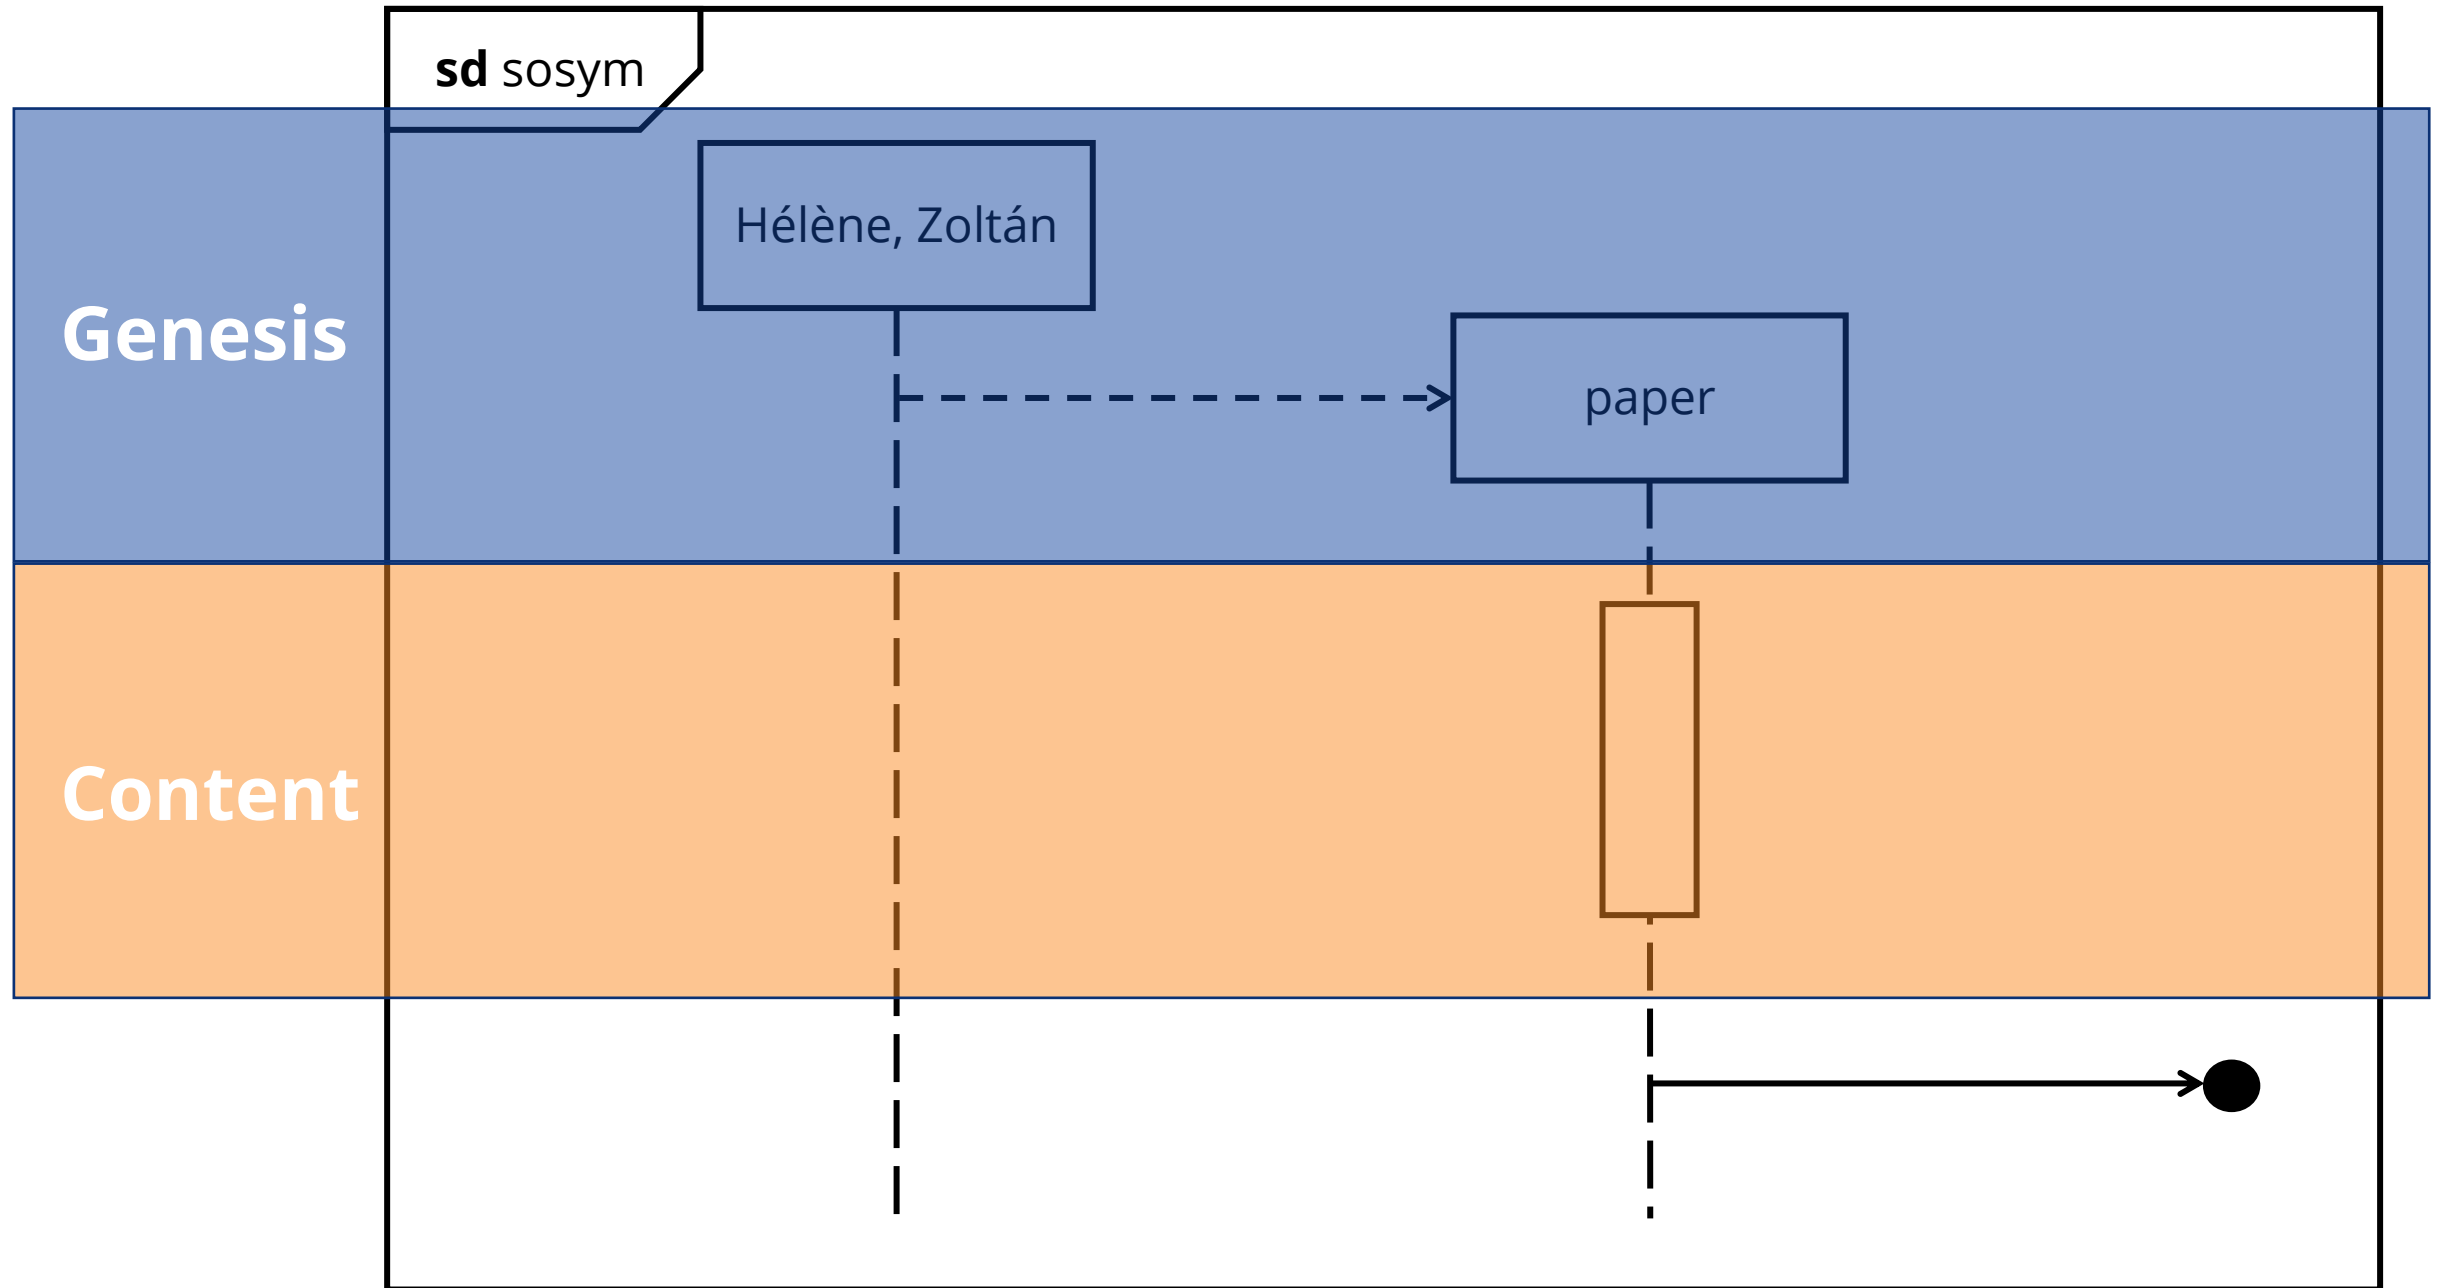 sd sosym
Hélène, Zoltán
Genesis
paper
Content